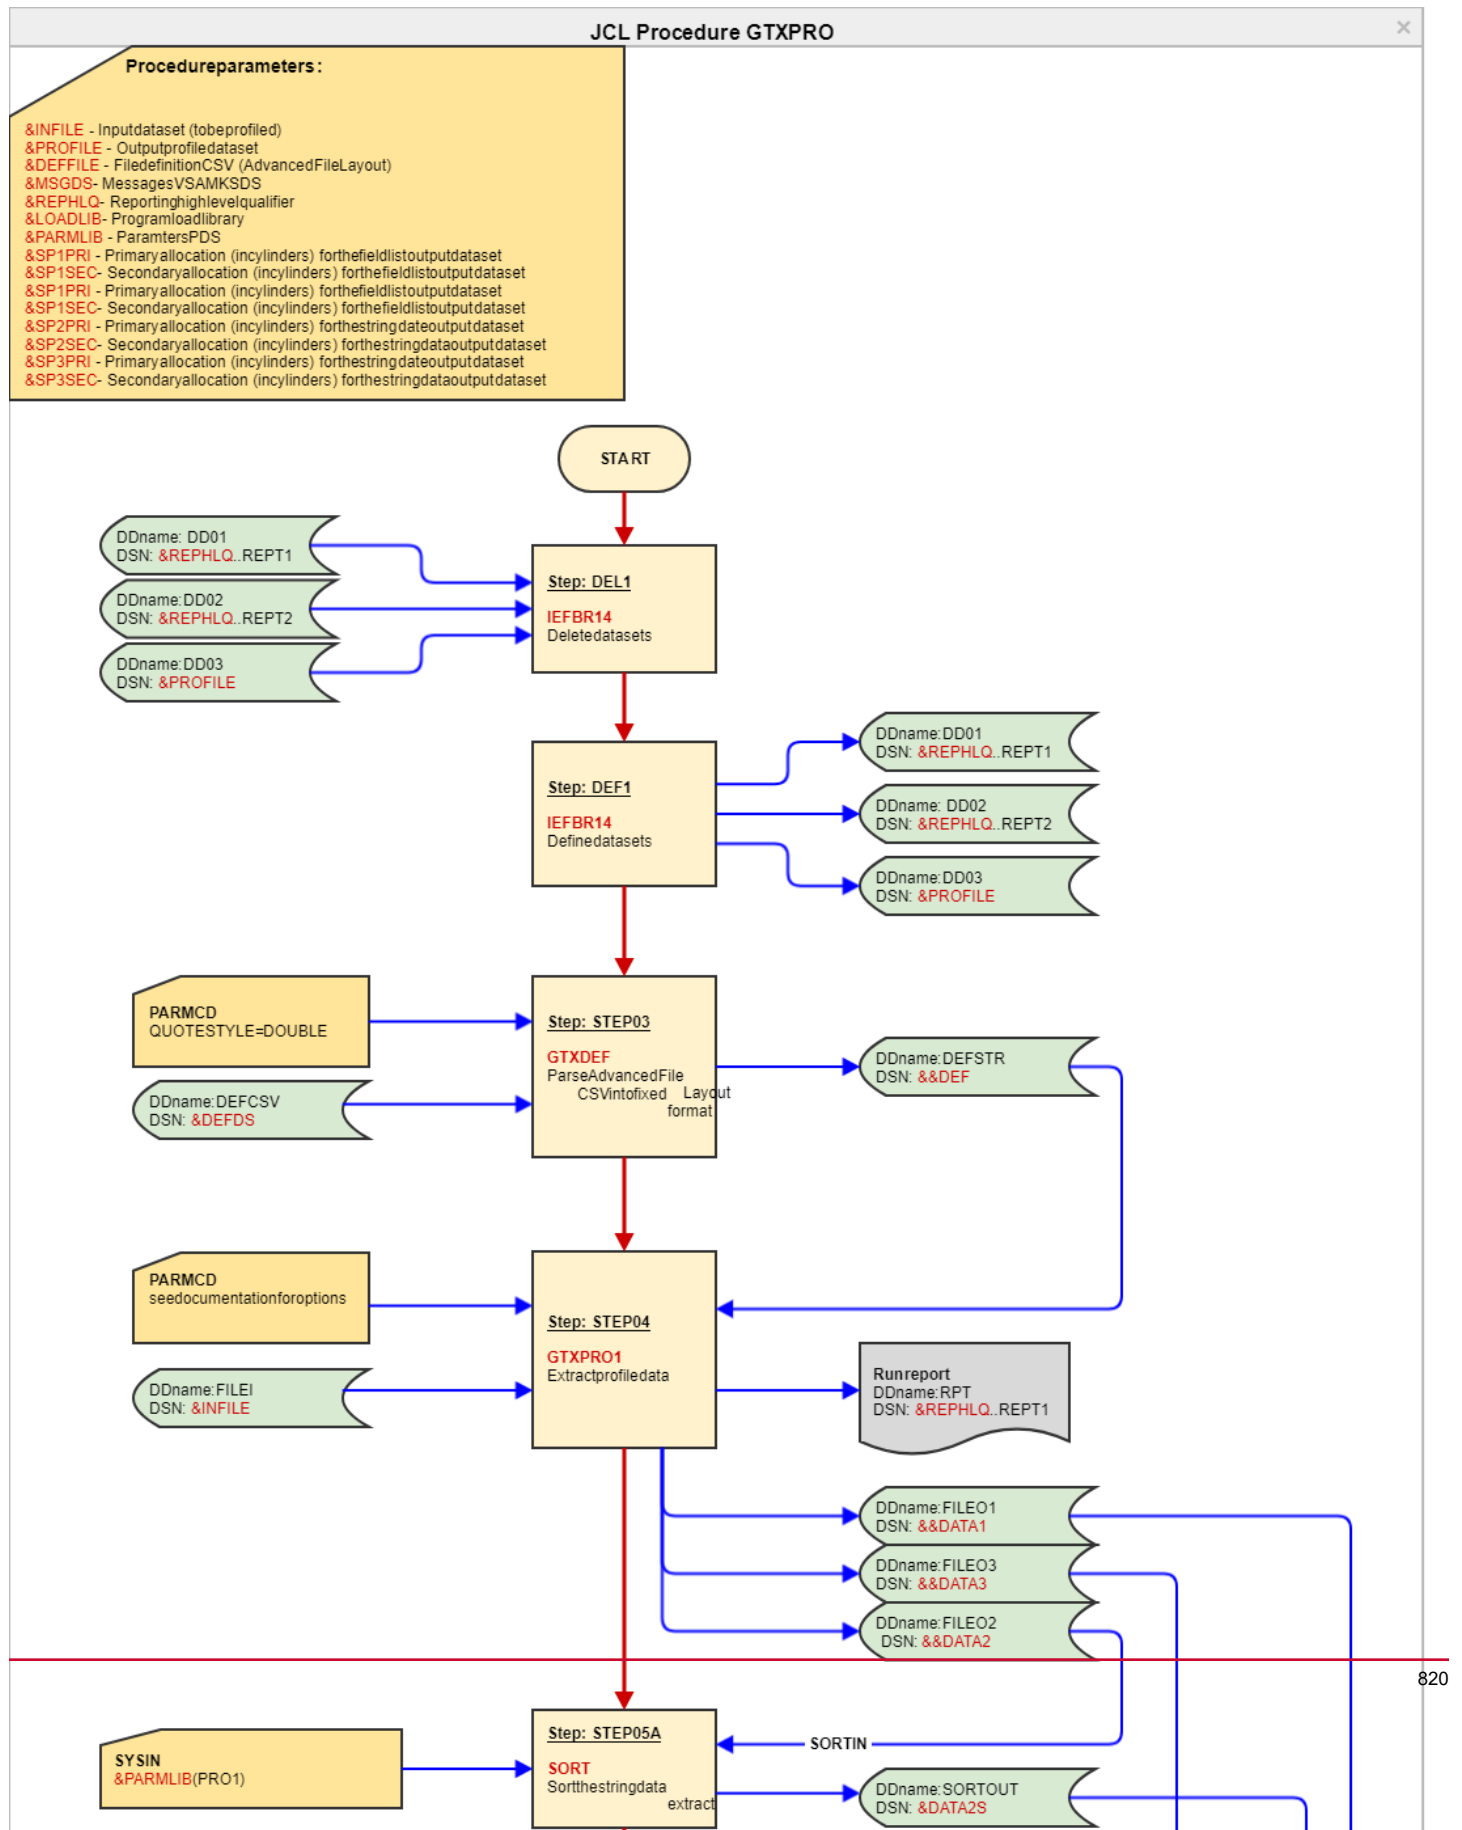 JCL Procedure GTXPRO
×
Procedureparameters:
&INFILE - Inputdataset (tobeprofiled)
&PROFILE - Outputprofiledataset
&DEFFILE - FiledefinitionCSV (AdvancedFileLayout)
&MSGDS- MessagesVSAMKSDS
&REPHLQ- Reportinghighlevelqualifier
&LOADLIB- Programloadlibrary
&PARMLIB - ParamtersPDS
&SP1PRI - Primaryallocation (incylinders) forthefieldlistoutputdataset
&SP1SEC- Secondaryallocation (incylinders) forthefieldlistoutputdataset
&SP1PRI - Primaryallocation (incylinders) forthefieldlistoutputdataset
&SP1SEC- Secondaryallocation (incylinders) forthefieldlistoutputdataset
&SP2PRI - Primaryallocation (incylinders) forthestringdateoutputdataset
&SP2SEC- Secondaryallocation (incylinders) forthestringdataoutputdataset
&SP3PRI - Primaryallocation (incylinders) forthestringdateoutputdataset
&SP3SEC- Secondaryallocation (incylinders) forthestringdataoutputdataset
START
DDname: DD01
DSN: &REPHLQ..REPT1
DDname:DD02
DSN: &REPHLQ..REPT2
DDname:DD03
DSN: &PROFILE
Step: DEL1
IEFBR14
Deletedatasets
Step: DEF1
IEFBR14
Definedatasets
DDname:DD01
DSN: &REPHLQ..REPT1
DDname: DD02
DSN: &REPHLQ..REPT2
DDname:DD03
DSN: &PROFILE
PARMCD
QUOTESTYLE=DOUBLE
DDname:DEFCSV
DSN: &DEFDS
Step: STEP03
GTXDEF
ParseAdvancedFile
CSVintofixed Layout
format
DDname:DEFSTR
DSN: &&DEF
PARMCD
seedocumentationforoptions
DDname:FILEI
DSN: &INFILE
Step: STEP04
GTXPRO1
Extractprofiledata
Runreport
DDname:RPT
DSN: &REPHLQ..REPT1
DDname:FILEO1
DSN: &&DATA1
DDname:FILEO3
DSN: &&DATA3
DDname:FILEO2
DSN: &&DATA2
820
SYSIN
&PARMLIB(PRO1)
Step: STEP05A
SORT
Sortthestringdata
extract
SORTIN
DDname:SORTOUT
DSN: &DATA2S